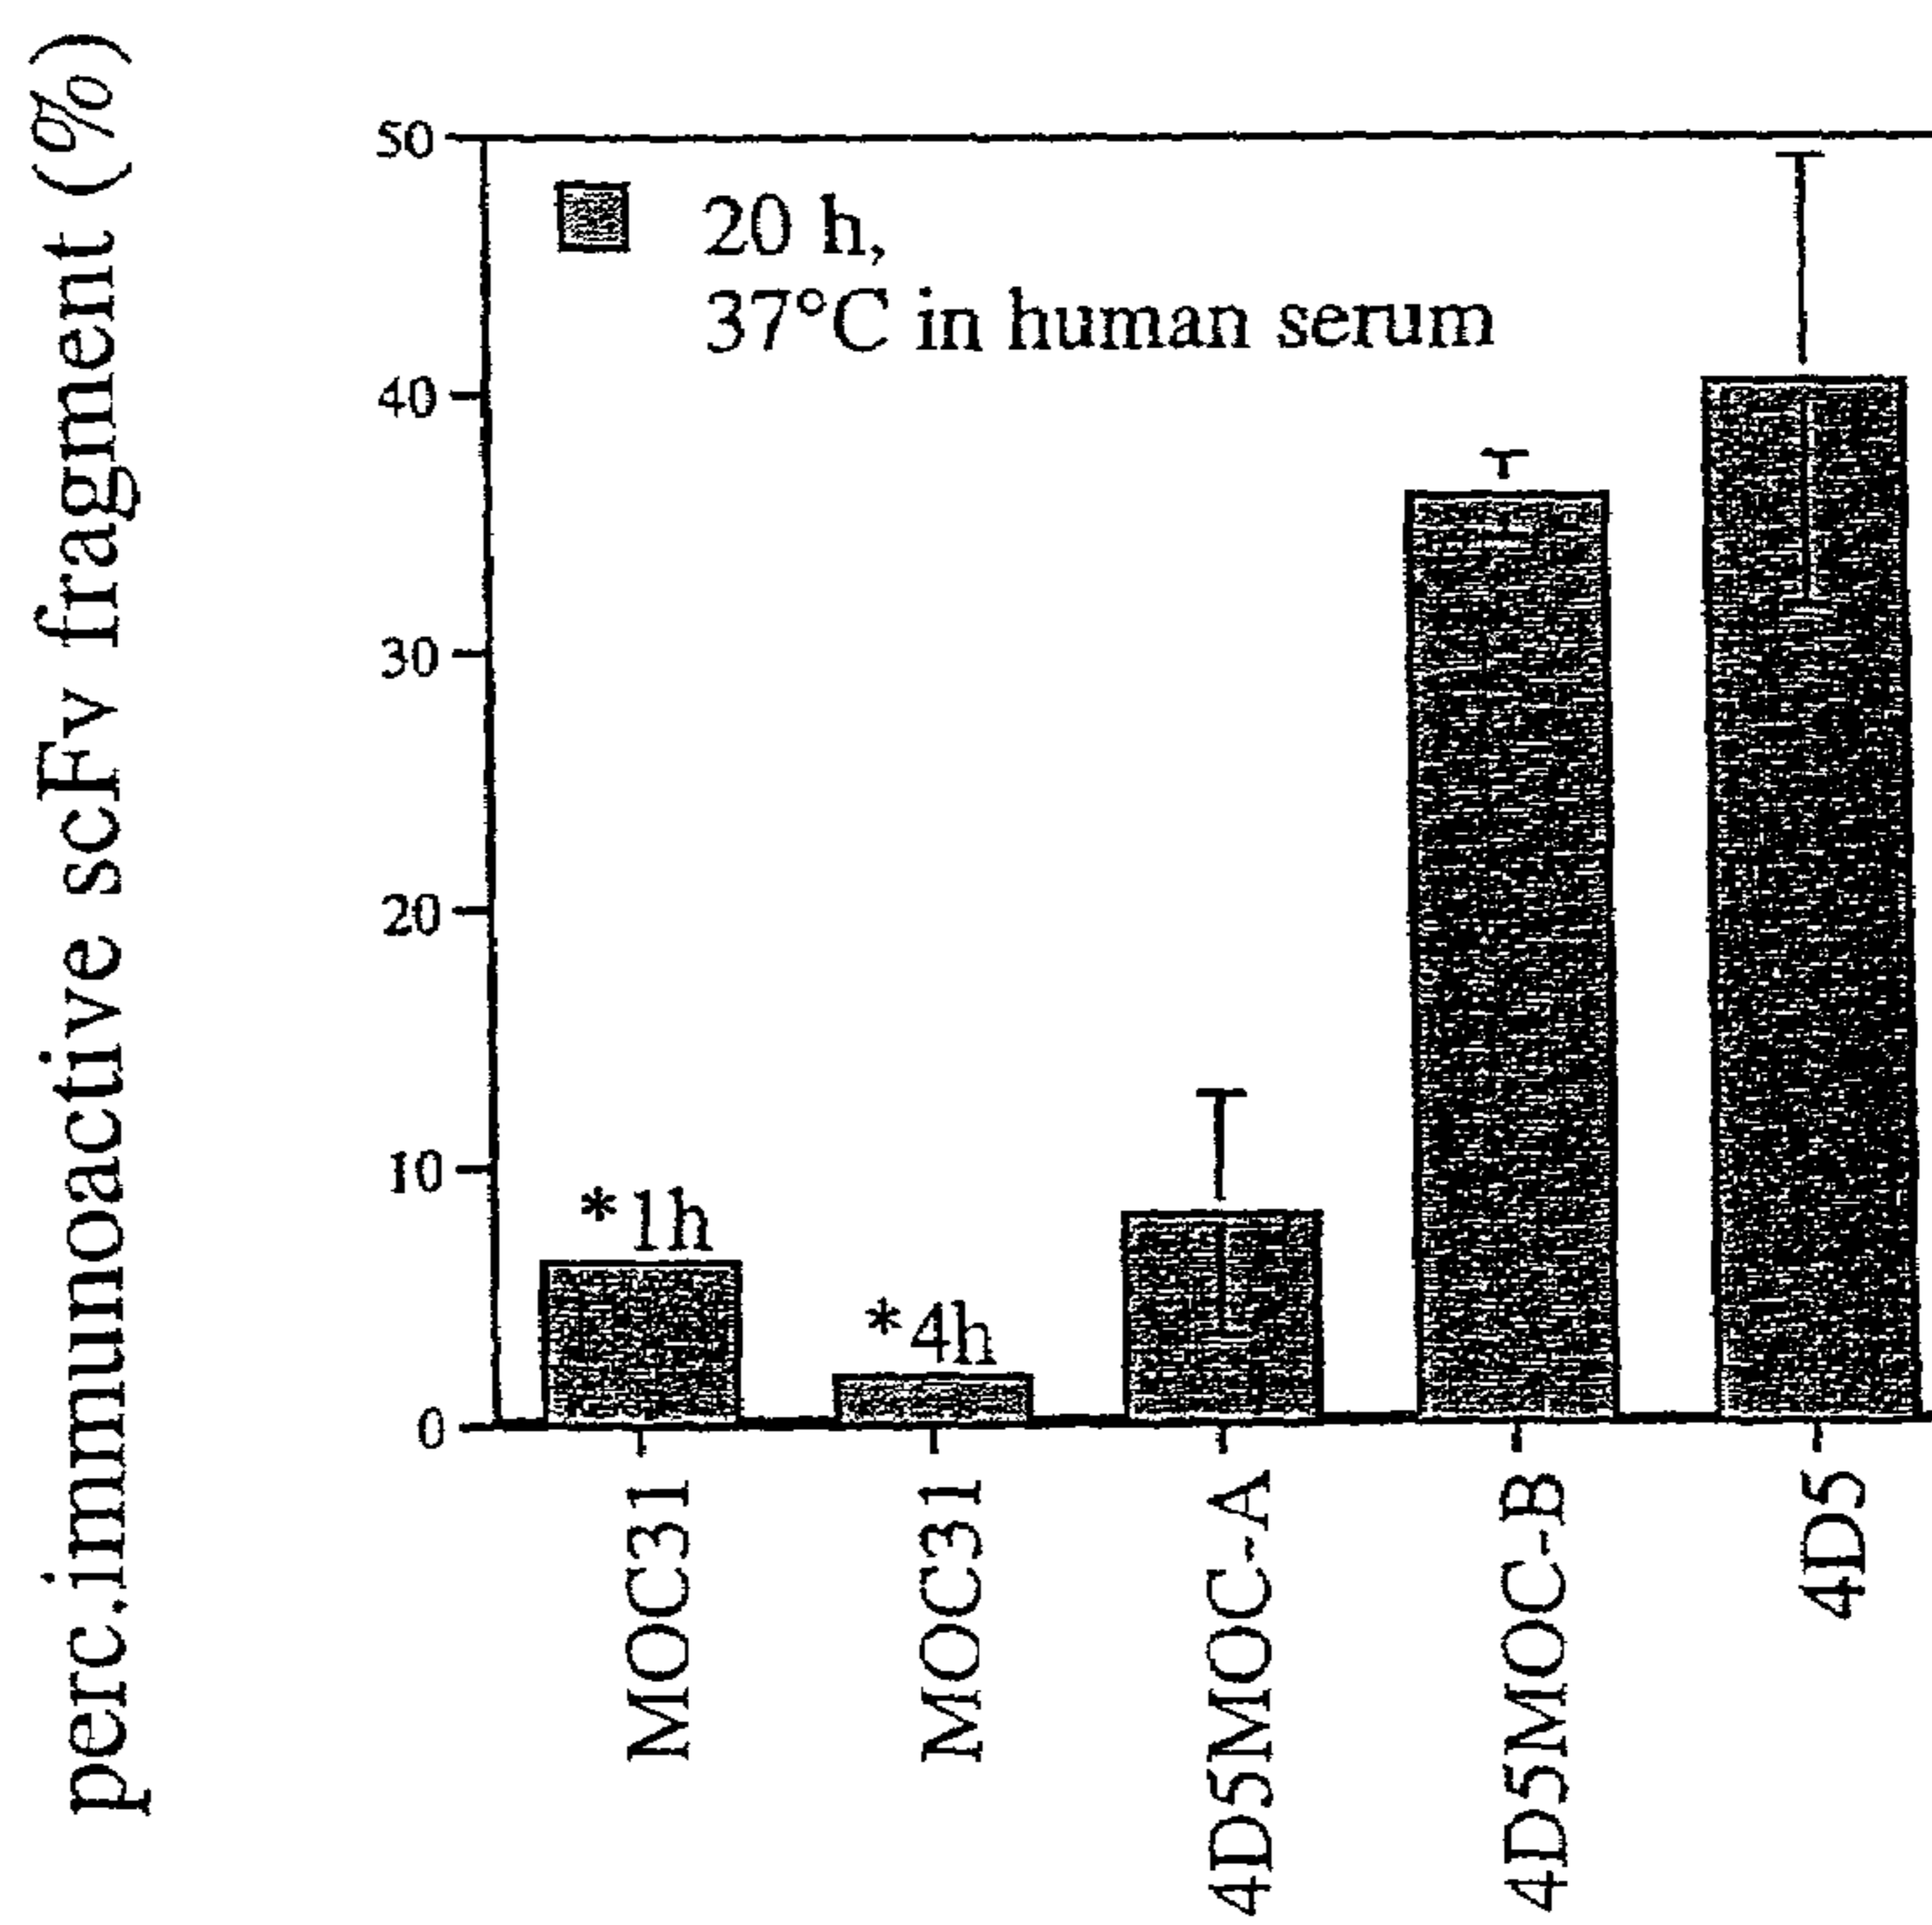 perc.immunoactive scFv fragment (%)
50
40
30
20
10
0
20 h,
37°C in human serum
*1h
*4h
MOC31
MOC31
4D5MOC-A
4D5MOC-B
4D5